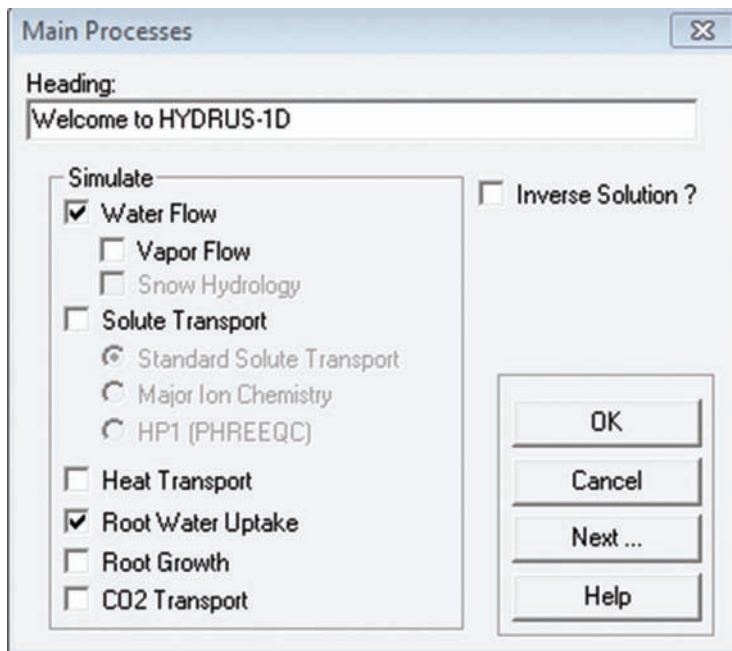 Main Processes
Heading:
Welcome to HYDRUS-1D
Simulate
Water Flow
Vapor Flow
Snow Hydrology
Solute Transport
Standard Solute Transport
Major Ion Chemistry
HP1 (PHREEQC)
Heat Transport
Root Water Uptake
Root Growth
CO2 Transport
Inverse Solution ?
OK
Cancel
Next ...
Help